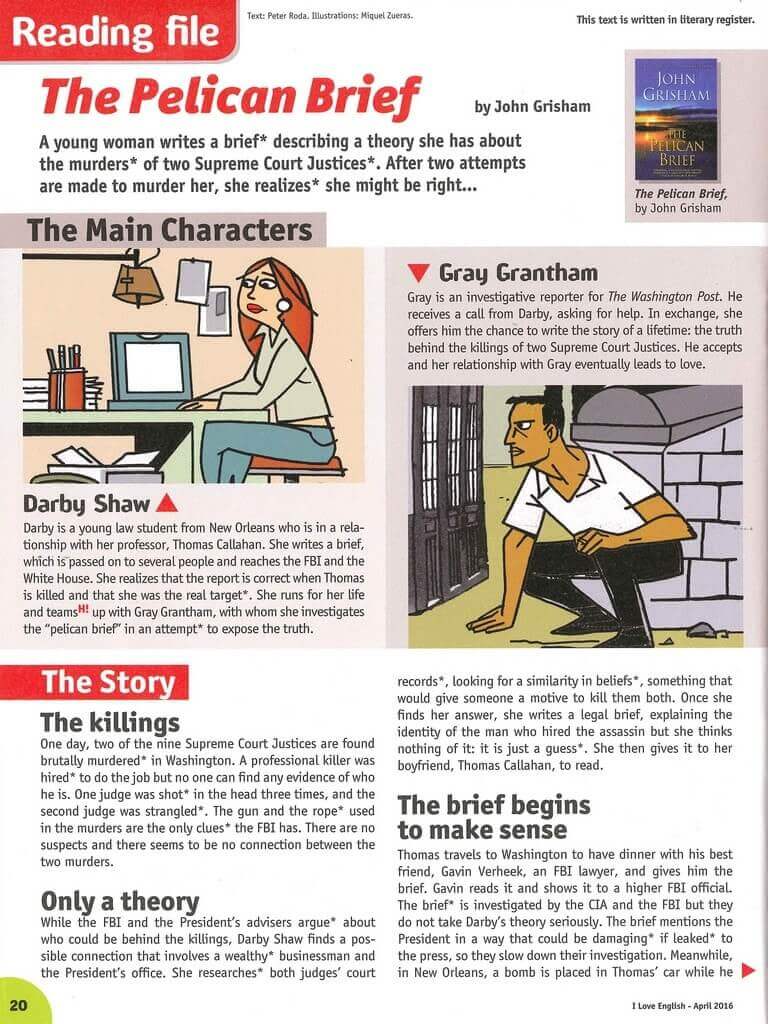 Reading file
Text: Peter Roda. Illustrations: Miquel Zueras.
This text is written in literary register.
The Pelican Brief
by John Grisham
A young woman writes a brief* describing a theory she has about
the murders* of two Supreme Court Justices*. After two attempts
are made to murder her, she realizes* she might be right...
JOHN
GRISHAM
THE
PELICAN
BRIEF
The Pelican Brief,
by John Grisham
The Main Characters
Darby Shaw
Darby is a young law student from New Orleans who is in a rela-
tionship with her professor, Thomas Callahan. She writes a brief,
which is passed on to several people and reaches the FBI and the
White House. She realizes that the report is correct when Thomas
is killed and that she was the real target*. She runs for her life
and teamsH! up with Gray Grantham, with whom she investigates
the “pelican brief” in an attempt* to expose the truth.
Gray Grantham
Gray is an investigative reporter for The Washington Post. He
receives a call from Darby, asking for help. In exchange, she
offers him the chance to write the story of a lifetime: the truth
behind the killings of two Supreme Court Justices. He accepts
and her relationship with Gray eventually leads to love.
The Story
The killings
One day, two of the nine Supreme Court Justices are found
brutally murdered* in Washington. A professional killer was
hired* to do the job but no one can find any evidence of who
he is. One judge was shot* in the head three times, and the
second judge was strangled*. The gun and the rope* used
in the murders are the only clues* the FBI has. There are no
suspects and there seems to be no connection between the
two murders.
Only a theory
While the FBI and the President’s advisers argue* about
who could be behind the killings, Darby Shaw finds a pos-
sible connection that involves a wealthy* businessman and
the President’s office. She researches* both judges’ court
records*, looking for a similarity in beliefs*, something that
would give someone a motive to kill them both. Once she
finds her answer, she writes a legal brief, explaining the
identity of the man who hired the assassin but she thinks
nothing of it: it is just a guess*. She then gives it to her
boyfriend, Thomas Callahan, to read.
The brief begins
to make sense
Thomas travels to Washington to have dinner with his best
friend, Gavin Verheek, an FBI lawyer, and gives him the
brief. Gavin reads it and shows it to a higher FBI official.
The brief* is investigated by the CIA and the FBI but they
do not take Darby’s theory seriously. The brief mentions the
President in a way that could be damaging* if leaked* to
the press, so they slow down their investigation. Meanwhile,
in New Orleans, a bomb is placed in Thomas’ car while he
20
I Love English - April 2016